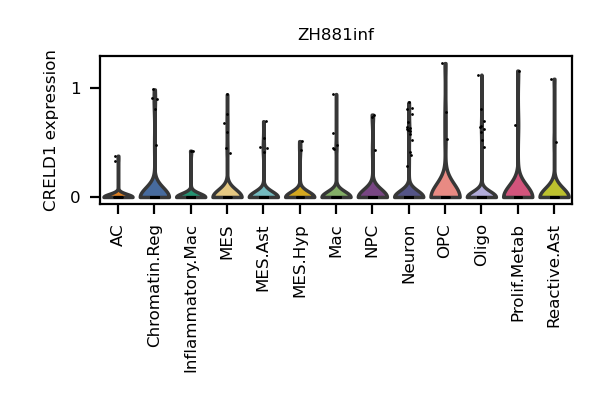 ZH881inf
CRELD1 expression
1
0
AC
Chromatin.Reg
Inflammatory.Mac
MES
MES.Ast
MES.Hyp
Mac
NPC
Neuron
OPC
Oligo
Prolif.Metab
Reactive.Ast